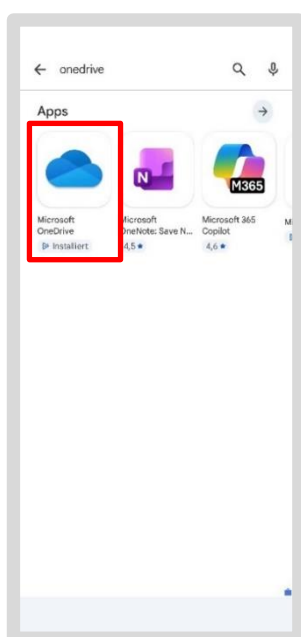 onedrive
Apps
N
M365
Microsoft
OneDrive
Installiert
Microsoft
OneNote: Save N...
4,5 ★
Microsoft 365
Copilot
4,6 ★